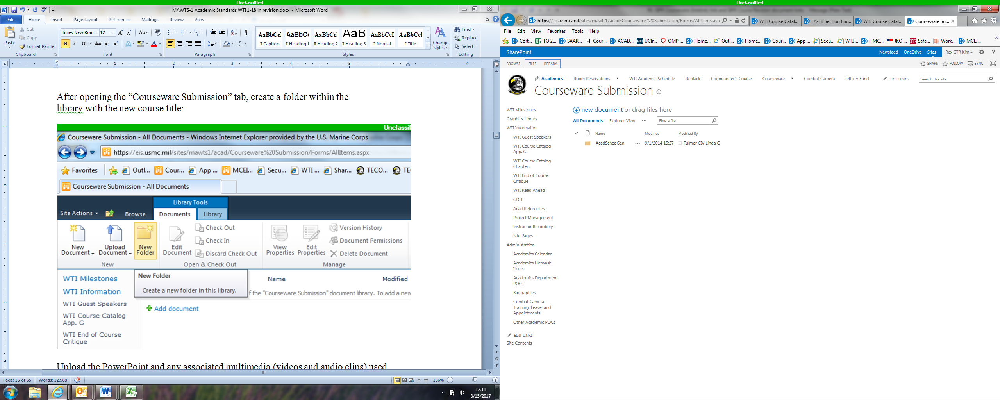 Unclassified
MAWTS-1 Academic Standards WTI 1-18 in revision.docx - Microsoft Word
File Home Insert Page Layout References Mailings Review View
Paste
Cut
Copy
Format Painter
Clipboard
Times New Rom 12
Font
Paragraph
AaBbCcI AaBbCc AaBbCcI AaB AaBbCcI AaBbCcI
¶ Caption ¶ Heading 1 ¶ Heading 2 ¶ Heading 3 ¶ Normal ¶ Title
Change Styles
Styles
Find
Replace
Select
Editing
1 2 3 4 5 7
After opening the “Courseware Submission” tab, create a folder within the
library with the new course title:
Unclassif
Courseware Submission - All Documents - Windows Internet Explorer provided by the U.S. Marine Corps
https://eis.usmc.mil/sites/mawts1/acad/Courseware%20Submission/Forms/AllItems.aspx
Favorites Outl... Cour... App ... MCEI... Secu... WTI ... Shar... TECO...
Courseware Submission - All Documents
Library Tools
Site Actions Browse Documents Library
New Document
Upload Document
New Folder
New
Edit Document
Check Out
Check In
Discard Check Out
Open & Check Out
View Properties
Edit Properties
Version History
Document Permissions
Delete Document
Manage
New Folder
Create a new folder in this library.
Name Modified
f the "Courseware Submission" document library. To add a new
Add document
WTI Milestones
WTI Information
WTI Guest Speakers
WTI Course Catalog
App. G
WTI End of Course
Critique
Upload the PowerPoint and any associated multimedia (videos and audio clips) used
Page: 15 of 65 Words: 12,968 156%
12:11
8/15/2017
Unclassified
https://eis.usmc.mil/sites/mawts1/acad/Courseware%20Submission/Forms/AllItems.asp
WTI Course Catal... FA-18 Section Eng... WTI Course Catal... Courseware Su...
File Edit View Favorites Tools Help
Cort... TO 2... SAAR... Cour... ACAD... UCIr... QMP ... Home... Outl... Home... Cour... App ... Secu... WTI ... F MC... JKO ... Safa... Work... MCEI...
SharePoint Newsfeed OneDrive Sites Rex CTR Kim ?
BROWSE FILES LIBRARY SHARE FOLLOW SYNC
Academics Room Reservations WTI Academic Schedule Reblack Commander's Course Courseware Combat Camera Officer Fund EDIT LINKS Search this site
Courseware Submission
WTI Milestones
Graphics Library
WTI Information
WTI Guest Speakers
WTI Course Catalog
App. G
WTI Course Catalog
Chapters
WTI End of Course
Critique
WTI Read Ahead
GDIT
Acad References
Project Management
Instructor Recordings
Site Pages
Administration
Academics Calendar
Academics Hotwash
Items
Academics Department
POCs
Biographies
Combat Camera
Training, Leave, and
Appointments
Other Academic POCs
EDIT LINKS
Site Contents
new document or drag files here
All Documents Explorer View ... Find a file
Name Modified Modified By
AcadSchedGen ... 9/1/2014 15:27 Fulmer CIV Linda C